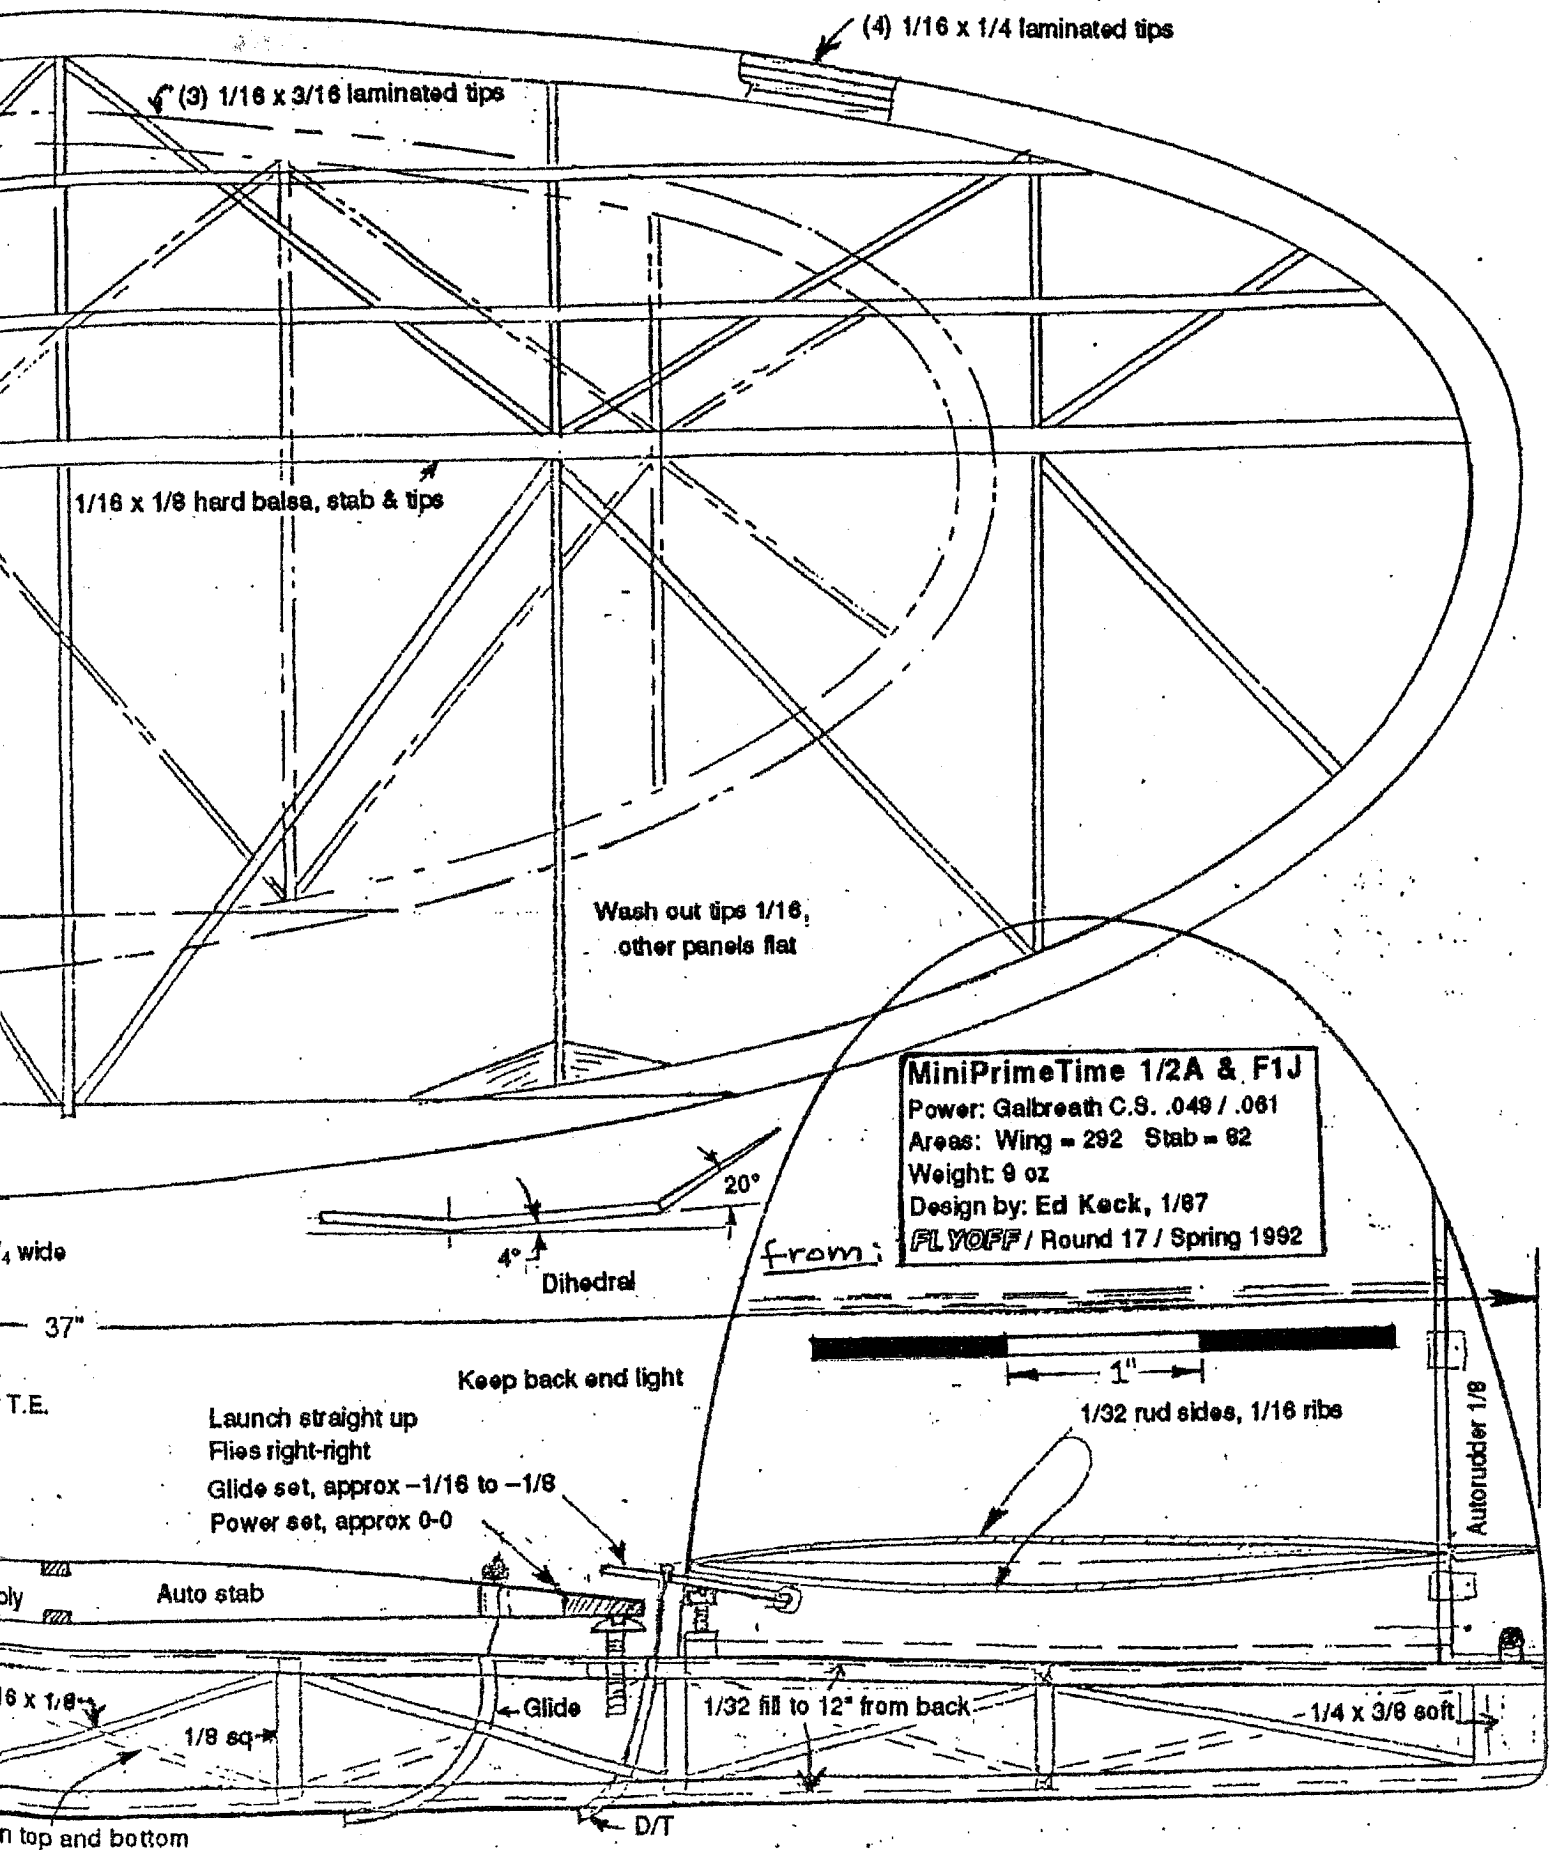 (4) 1/16 x 1/4 laminated tips
(3) 1/16 x 3/16 laminated tips
1/16 x 1/8 hard balsa, stab & tips
Wash out tips 1/16,
other panels flat
MiniPrimeTime 1/2A & F1J
Power: Galbreath C.S. .049 / .061
Areas: Wing = 292 Stab = 82
Weight: 9 oz
Design by: Ed Keck, 1/87
FLYOFF / Round 17 / Spring 1992
from:
20°
4°
Dihedral
/4 wide
37"
1"
Keep back end light
T.E.
Launch straight up
Flies right-right
Glide set, approx –1/16 to –1/8
Power set, approx 0-0
1/32 rud sides, 1/16 ribs
Autorudder 1/8
ply
Auto stab
6 x 1/8
1/8 sq
Glide
1/32 fill to 12" from back
1/4 x 3/8 soft
D/T
n top and bottom